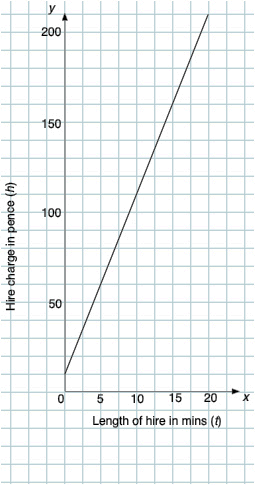 y
200
150
100
50
Hire charge in pence (h)
0 5 10 15 20 x
Length of hire in mins (t)